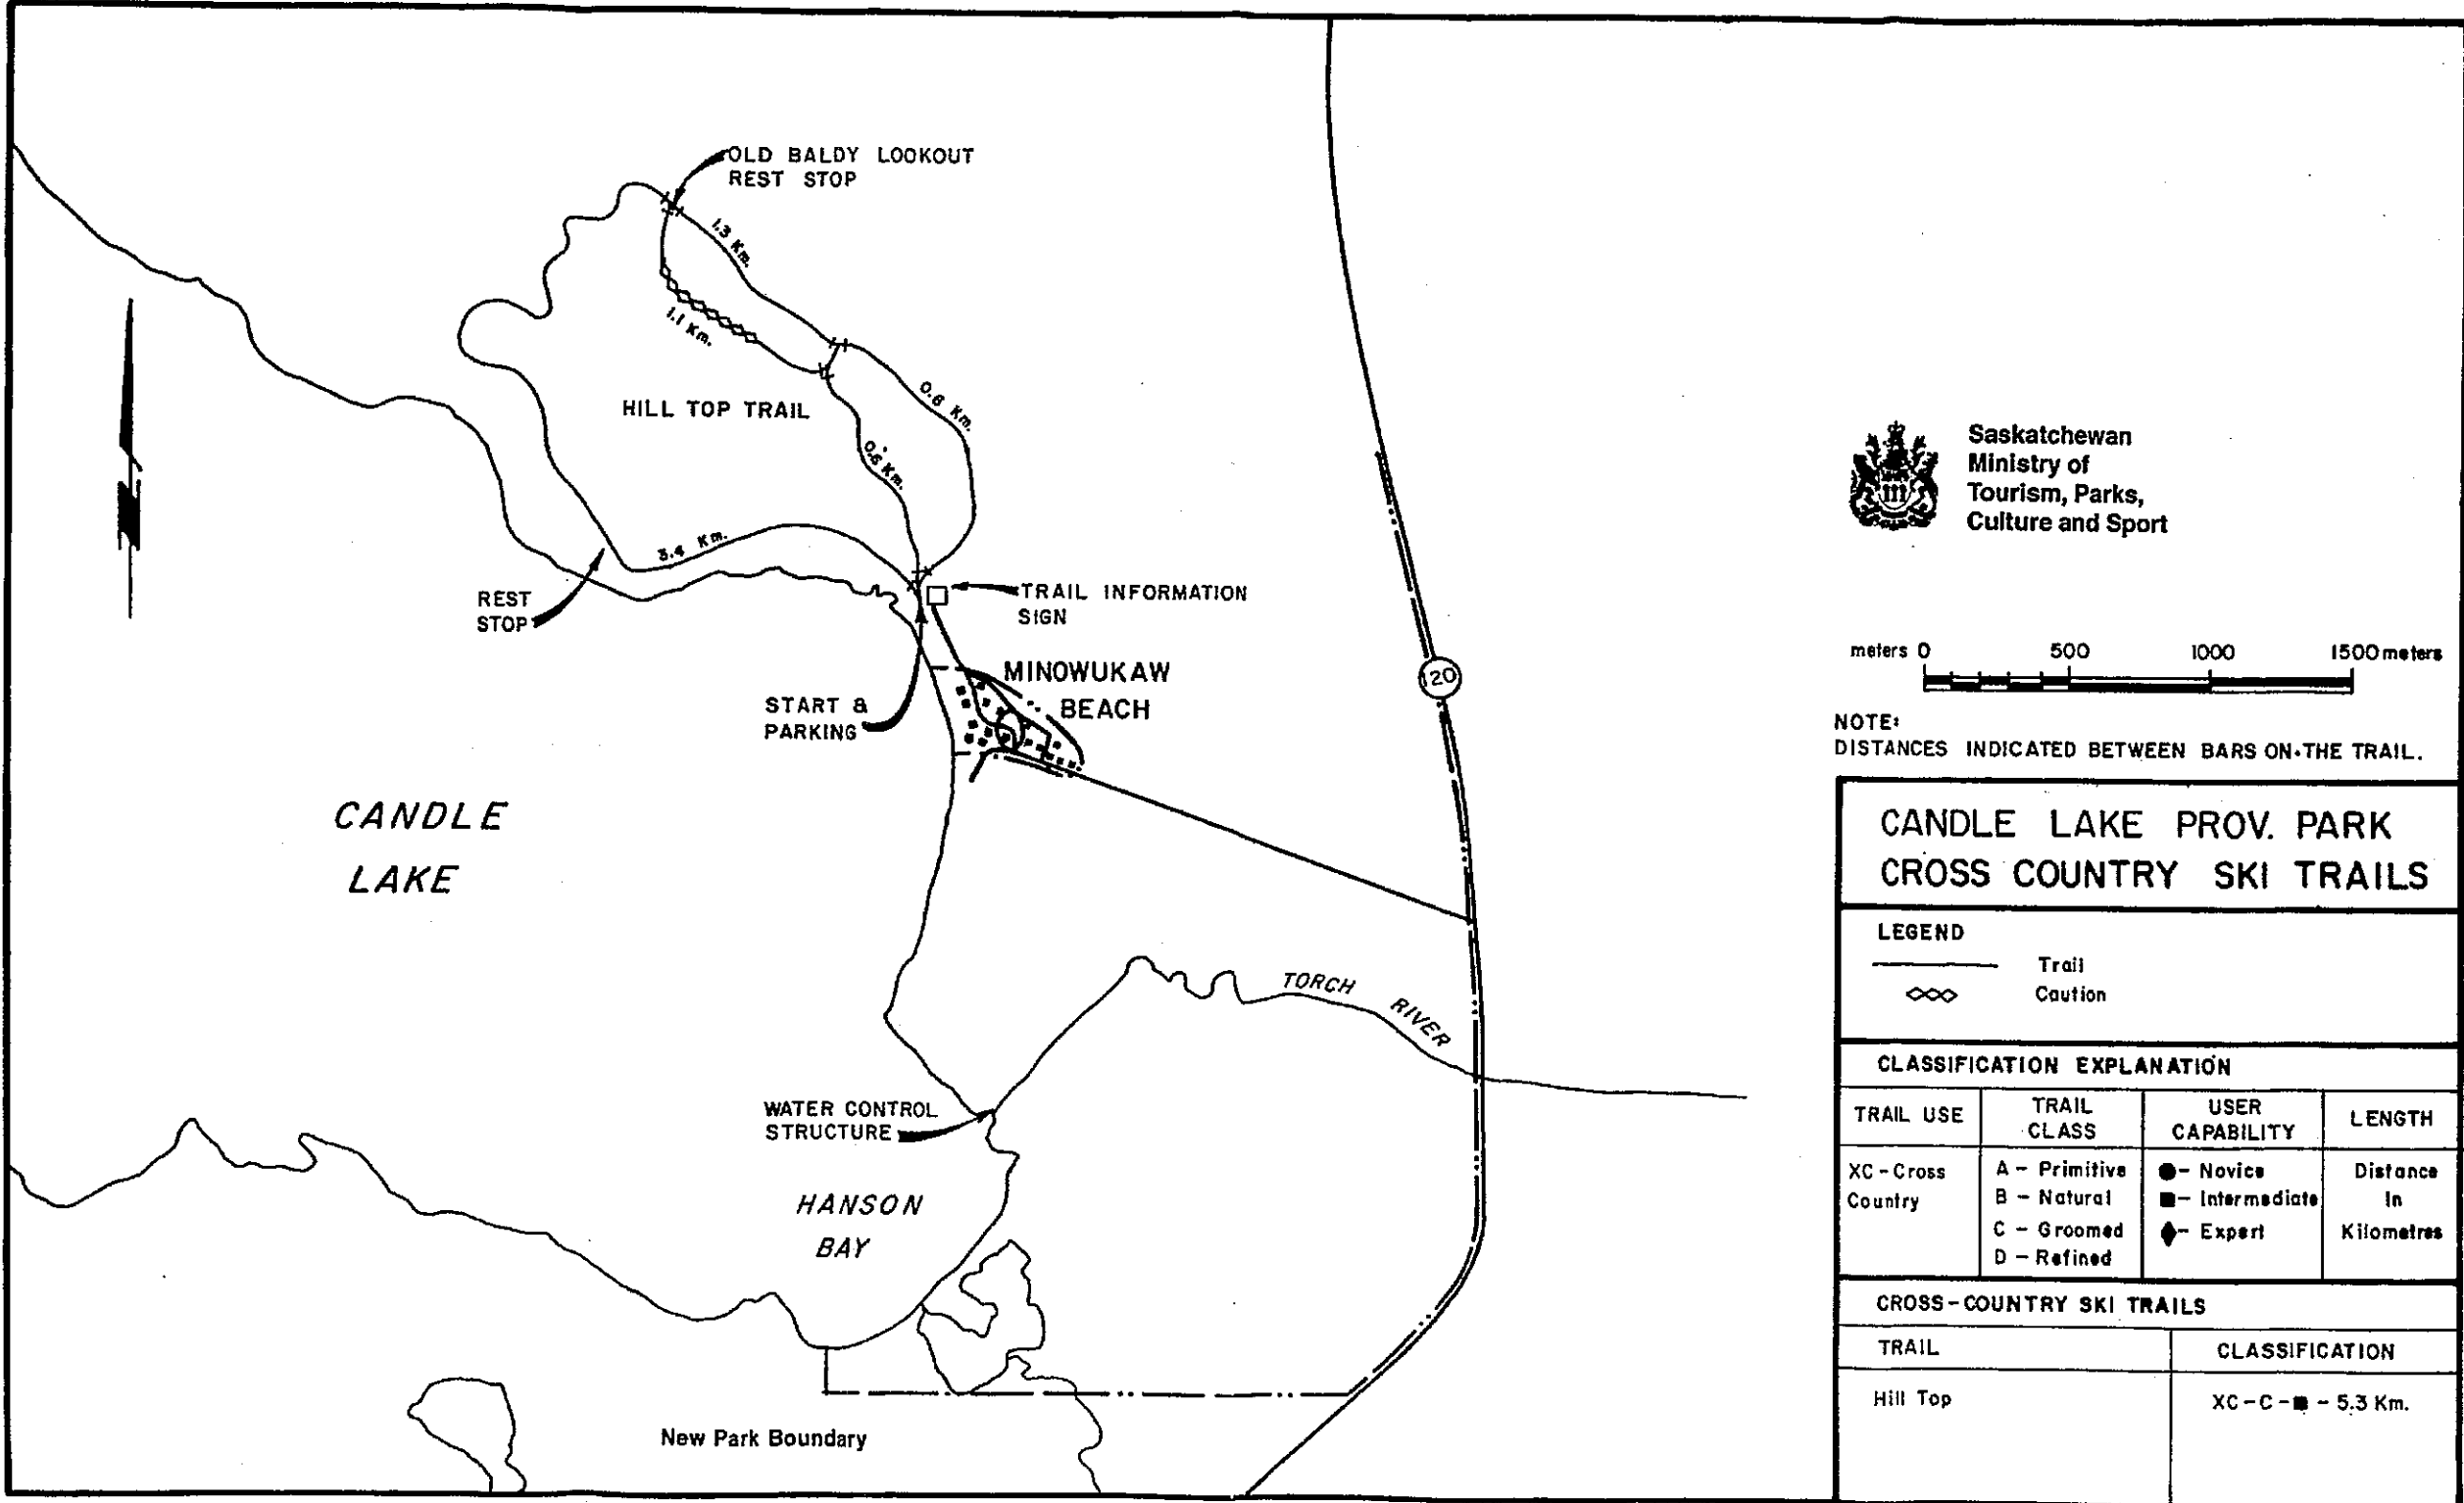 OLD BALDY LOOKOUT
REST STOP
1.3 Km.
1.1 Km.
HILL TOP TRAIL
0.8 Km.
0.6 Km.
3.4 Km.
REST
STOP
TRAIL INFORMATION
SIGN
START &
PARKING
MINOWUKAW
BEACH
120
CANDLE
LAKE
TORCH
RIVER
WATER CONTROL
STRUCTURE
HANSON
BAY
New Park Boundary
Saskatchewan
Ministry of
Tourism, Parks,
Culture and Sport
meters 0 500 1000 1500 meters
NOTE:
DISTANCES INDICATED BETWEEN BARS ON THE TRAIL.
CANDLE LAKE PROV. PARK
CROSS COUNTRY SKI TRAILS
LEGEND
Trail
Caution
CLASSIFICATION EXPLANATION
TRAIL USE
TRAIL
CLASS
USER
CAPABILITY
LENGTH
XC-Cross
Country
A - Primitive
B - Natural
C - Groomed
D - Refined
●- Novice
■- Intermediate
♦- Expert
Distance
In
Kilometres
CROSS-COUNTRY SKI TRAILS
TRAIL
CLASSIFICATION
Hill Top
XC-C-■ - 5.3 Km.